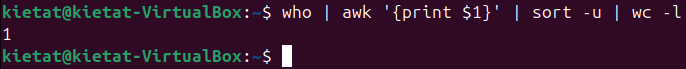 kietat@kietat-VirtualBox:~$ who | awk '{print $1}' | sort -u | wc -l
1
kietat@kietat-VirtualBox:~$